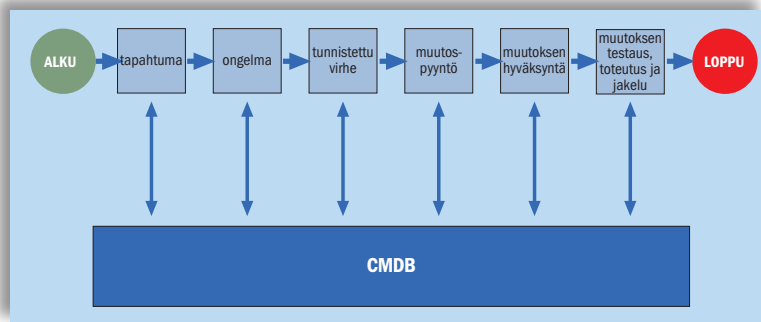 ALKU
tapahtuma
ongelma
tunnistettu
virhe
muutos-
pyyntö
muutoksen
hyväksyntä
muutoksen
testaus,
toteutus ja
jakelu
LOPPU
CMDB